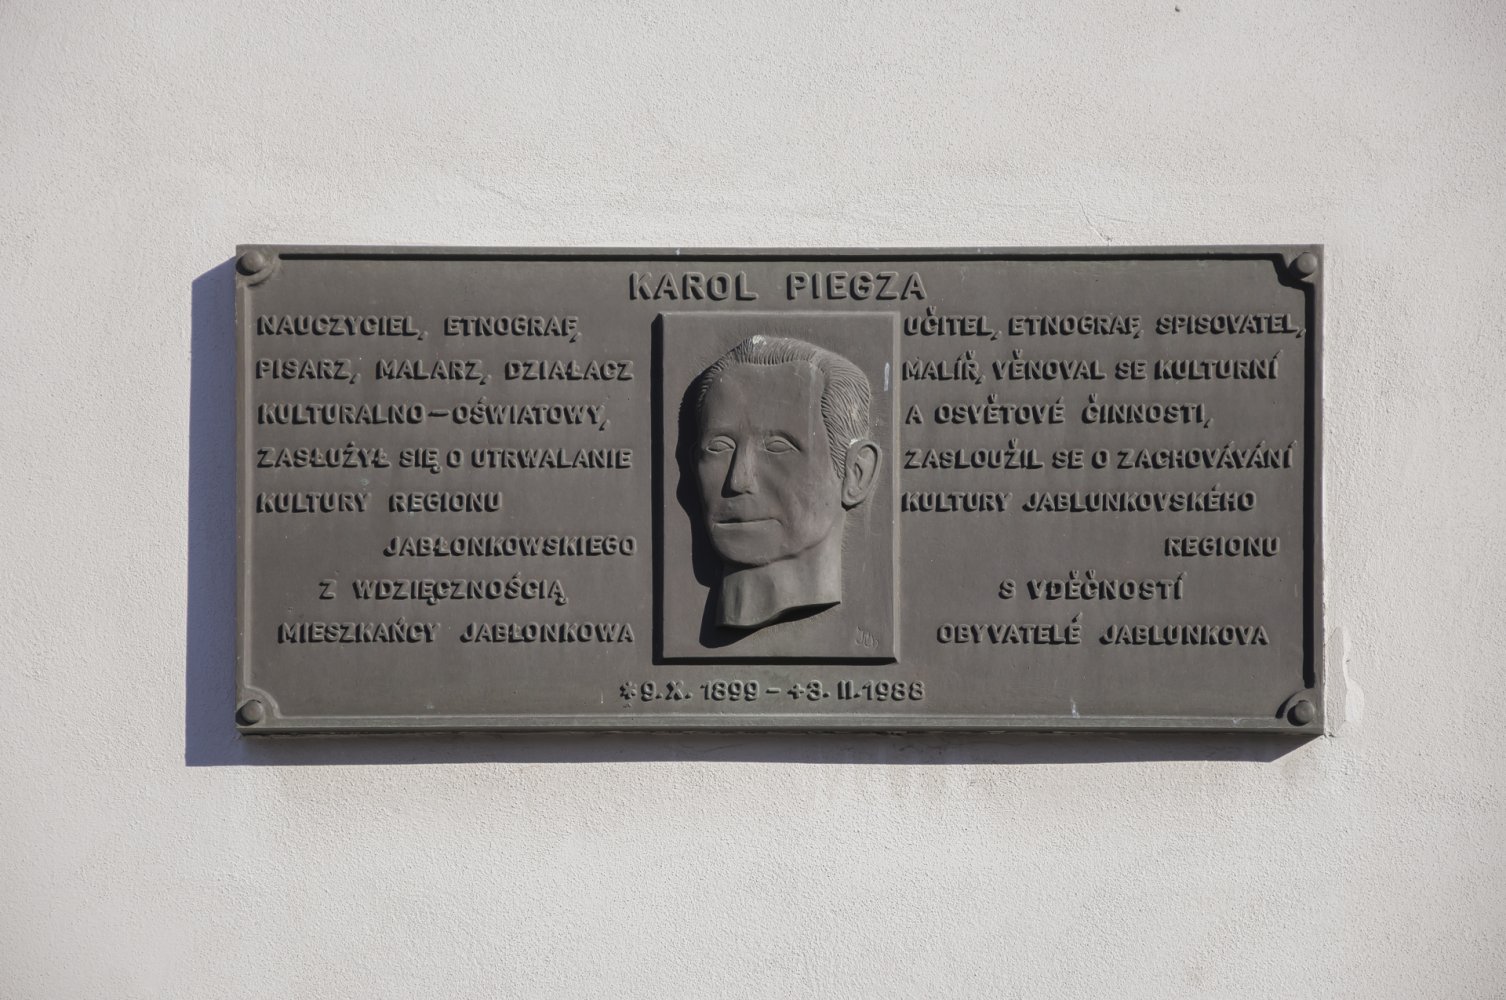 KAROL PIEGZA
NAUCZYCIEL, ETNOGRAF,
PISARZ, MALARZ, DZIAŁACZ
KULTURALNO-OŚWIATOWY,
ZASŁUŻYŁ SIĘ O UTRWALANIE
KULTURY REGIONU
JABŁONKOWSKIEGO
Z WDZIĘCZNOŚCIĄ
MIESZKAŃCY JABŁONKOWA
UČITEL, ETNOGRAF, SPISOVATEL,
MALÍŘ, VĚNOVAL SE KULTURNÍ
A OSVĚTOVÉ ČINNOSTI,
ZASLOUŽIL SE O ZACHOVÁVÁNÍ
KULTURY JABLUNKOVSKÉHO
REGIONU
S VDĚČNOSTÍ
OBYVATELÉ JABLUNKOVA
*9.X. 1899 - +3. II. 1988